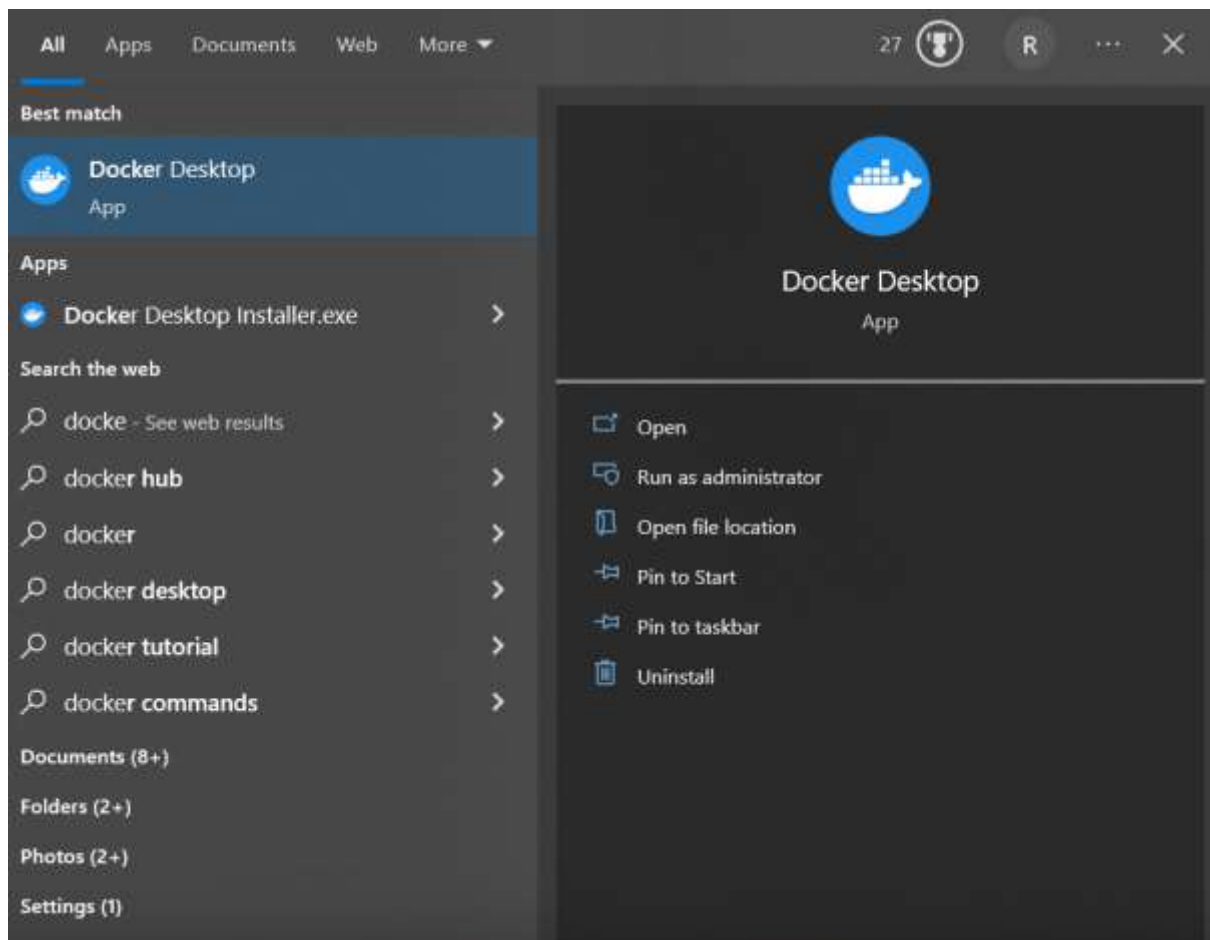 All Apps Documents Web More 27 R ...
Best match
Docker Desktop
App
Apps
Docker Desktop Installer.exe
Search the web
docke - See web results
docker hub
docker
docker desktop
docker tutorial
docker commands
Documents (8+)
Folders (2+)
Photos (2+)
Settings (1)
Docker Desktop
App
Open
Run as administrator
Open file location
Pin to Start
Pin to taskbar
Uninstall